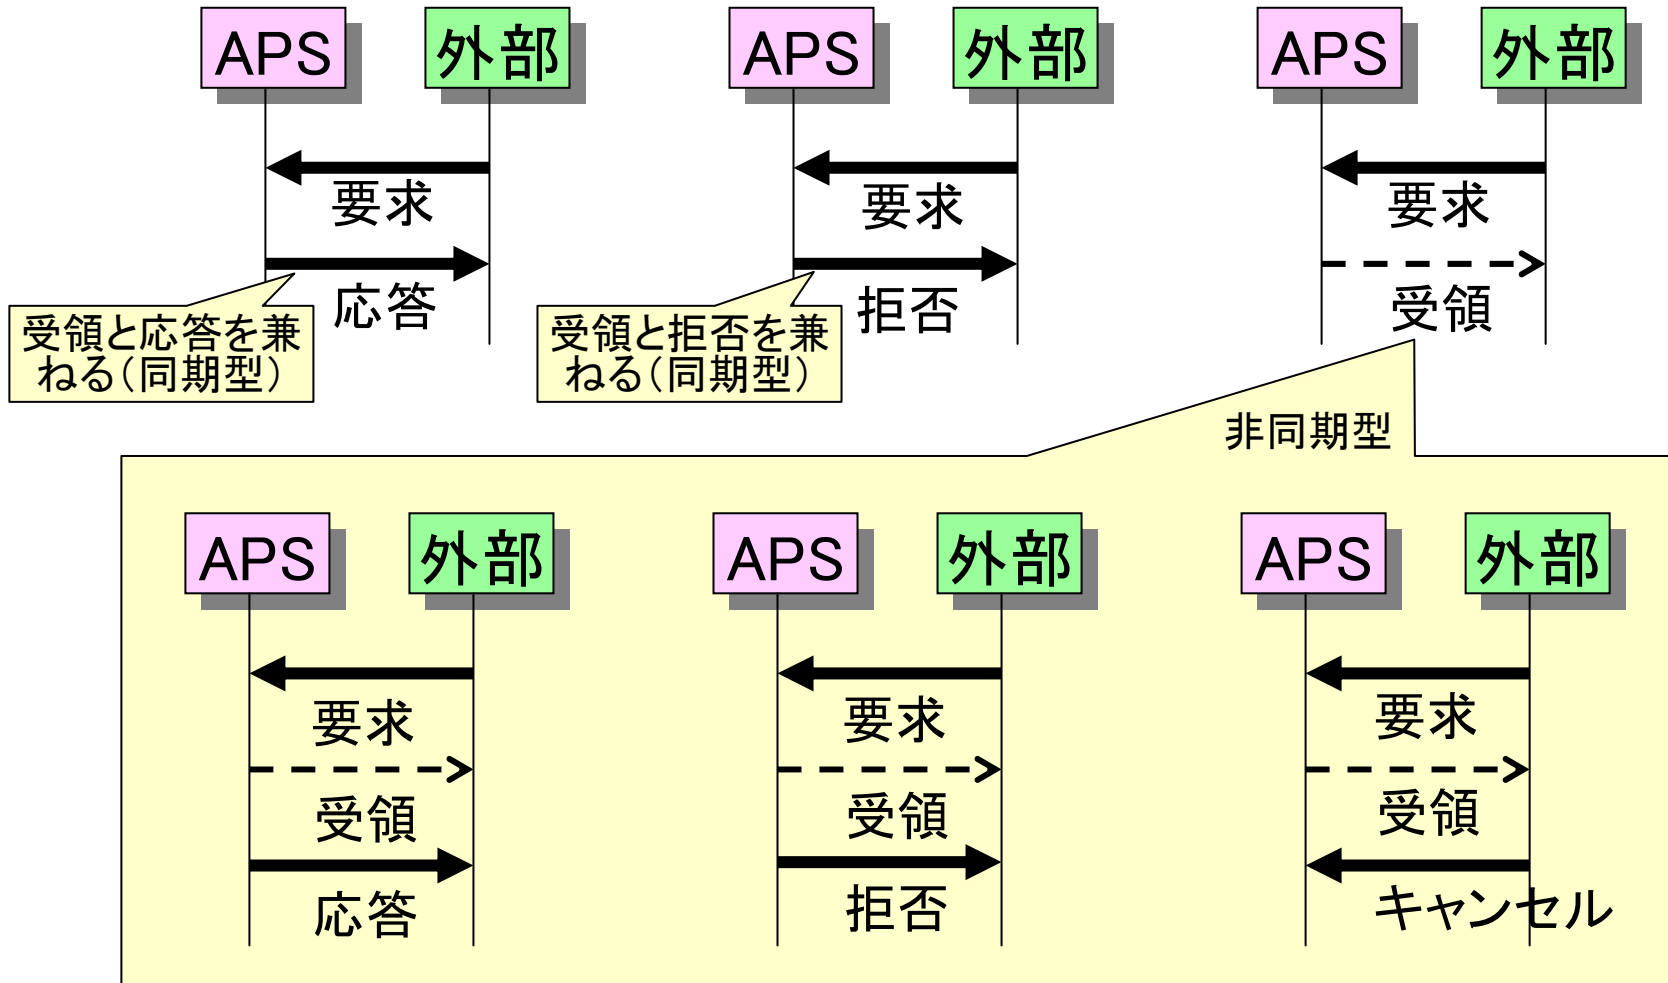 APS 外部
要求
応答
受領と応答を兼
ねる(同期型)
APS 外部
要求
拒否
受領と拒否を兼
ねる(同期型)
APS 外部
要求
受領
非同期型
APS 外部
要求
受領
応答
APS 外部
要求
受領
拒否
APS 外部
要求
受領
キャンセル